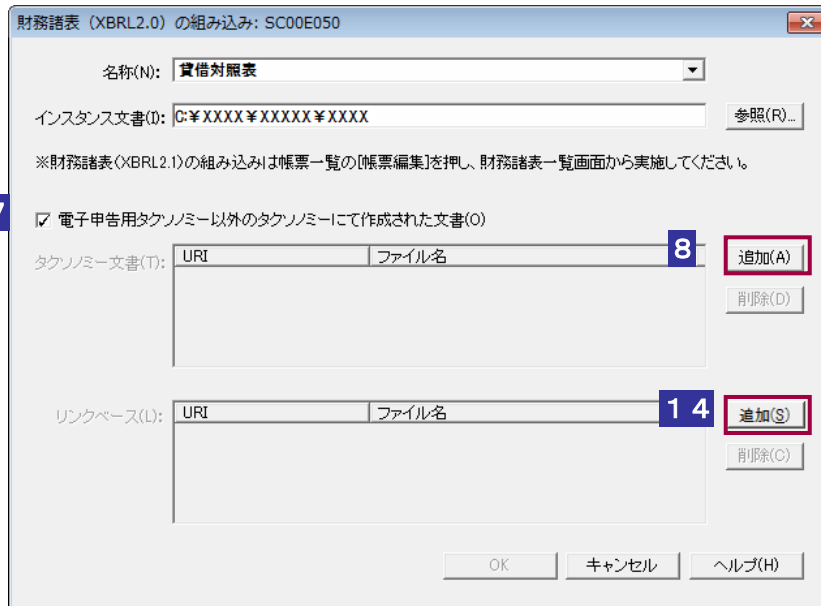 財務諸表（XBRL2.0）の組み込み: SC00E050
名称(N): 貸借対照表
インスタンス文書(I): C:￥XXXX￥XXXXX￥XXXX 参照(R)...
※財務諸表(XBRL2.1)の組み込みは帳票一覧の[帳票編集]を押し、財務諸表一覧画面から実施してください。
7 電子申告用タクソノミー以外のタクソノミーにて作成された文書(O)
タクソノミー文書(T): URI ファイル名 8 追加(A)
削除(D)
リンクベース(L): URI ファイル名 14 追加(S)
削除(C)
OK キャンセル ヘルプ(H)